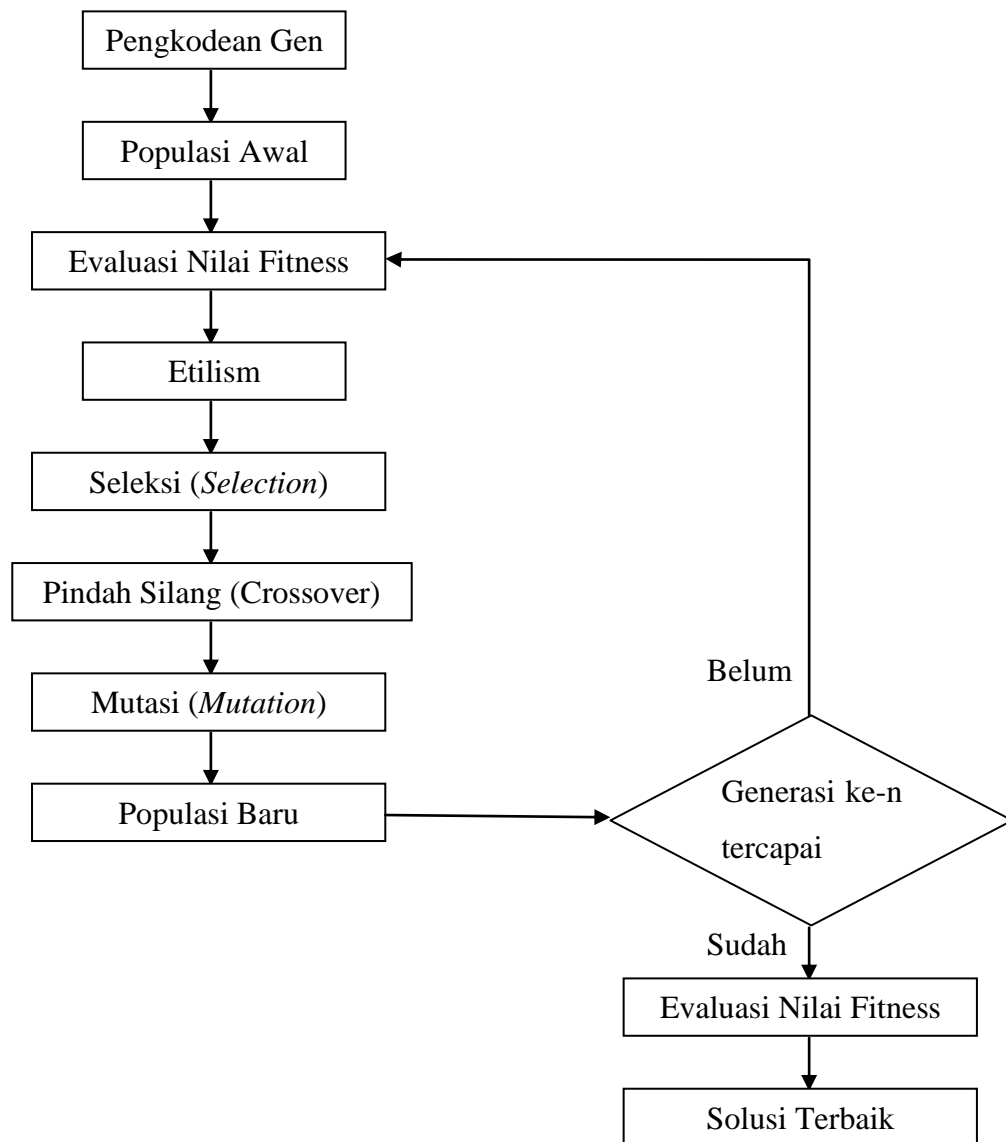 Pengkodean Gen
Populasi Awal
Evaluasi Nilai Fitness
Etilism
Seleksi (Selection)
Pindah Silang (Crossover)
Mutasi (Mutation)
Populasi Baru
Belum
Generasi ke-n
tercapai
Sudah
Evaluasi Nilai Fitness
Solusi Terbaik